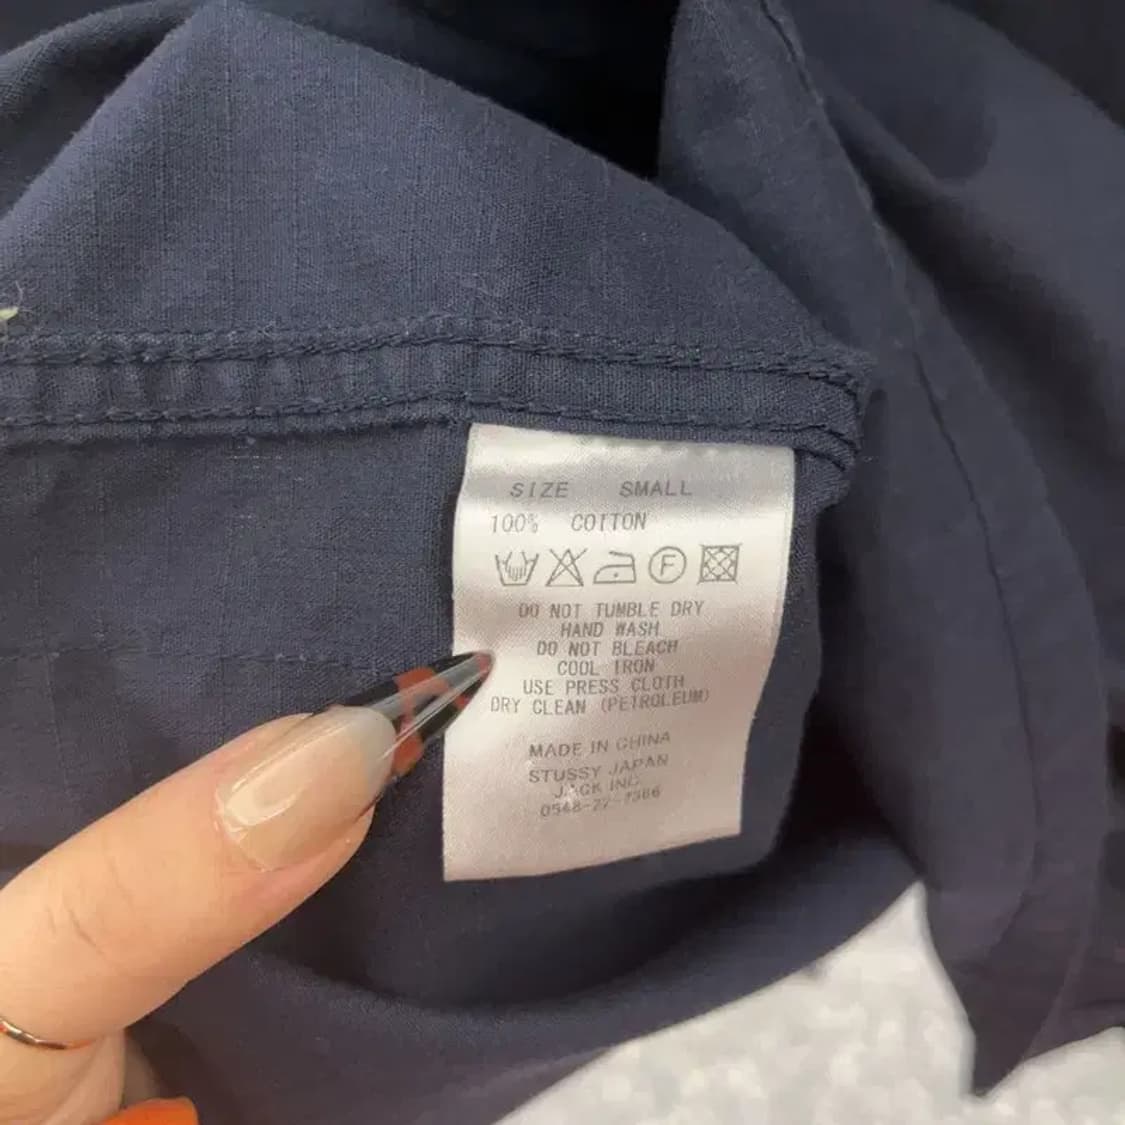 SIZE SMALL
100% COTTON
F
DO NOT TUMBLE DRY
HAND WASH
DO NOT BLEACH
COOL IRON
USE PRESS CLOTH
DRY CLEAN (PETROLEUM)
MADE IN CHINA
STUSSY JAPAN
JACK INC.
0548-22-7366